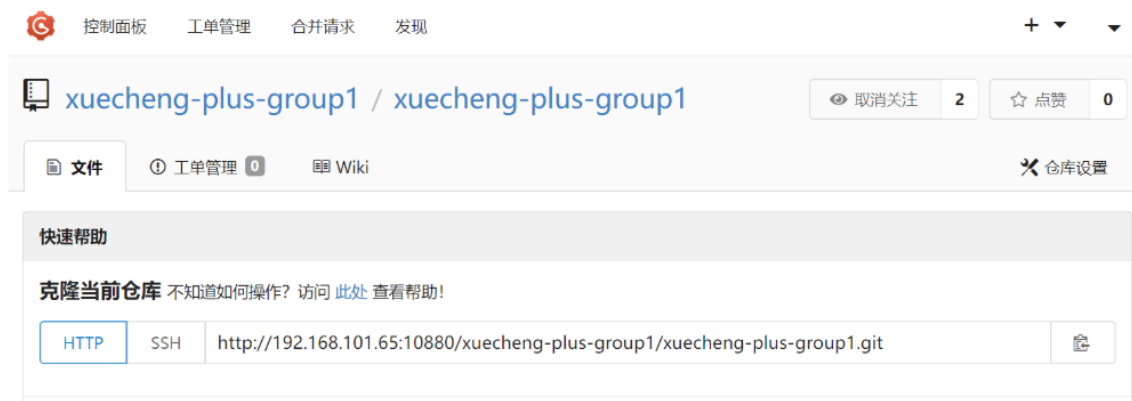 控制面板 工单管理 合并请求 发现
xuecheng-plus-group1 / xuecheng-plus-group1 取消关注 2 点赞 0
文件 工单管理 0 Wiki 仓库设置
快速帮助
克隆当前仓库 不知道如何操作？访问 此处 查看帮助！
HTTP SSH http://192.168.101.65:10880/xuecheng-plus-group1/xuecheng-plus-group1.git